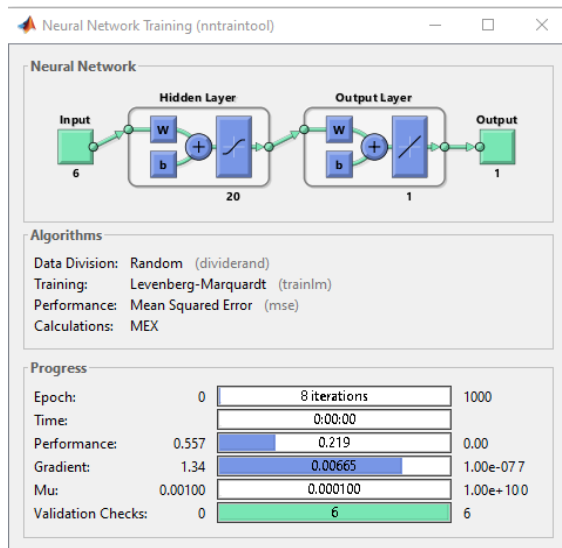 Neural Network Training (nntraintool)
Neural Network
Hidden Layer
Output Layer
Input
W
b
+
W
b
+
Output
6
20
1
1
Algorithms
Data Division: Random (dividerand)
Training: Levenberg-Marquardt (trainlm)
Performance: Mean Squared Error (mse)
Calculations: MEX
Progress
Epoch: 0 8 iterations 1000
Time: 0:00:00
Performance: 0.557 0.219 0.00
Gradient: 1.34 0.00665 1.00e-077
Mu: 0.00100 0.000100 1.00e+100
Validation Checks: 0 6 6